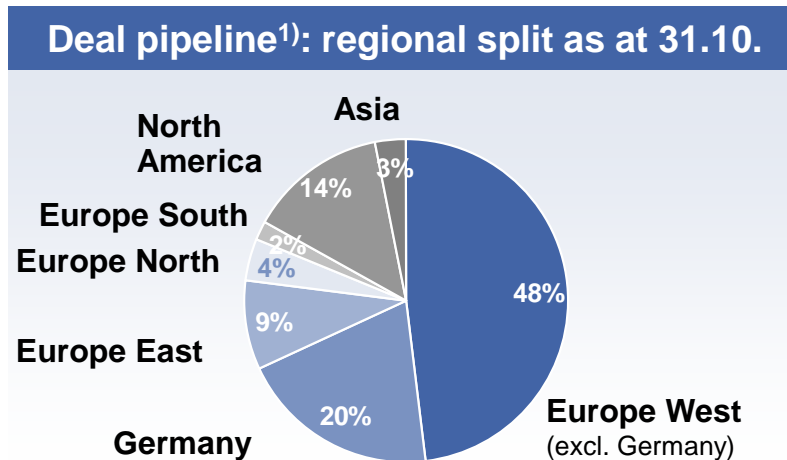 Deal pipeline1): regional split as at 31.10.
Asia
North
America
3%
14%
Europe South
2%
Europe North
4%
48%
9%
Europe East
20%
Europe West
Germany
(excl. Germany)